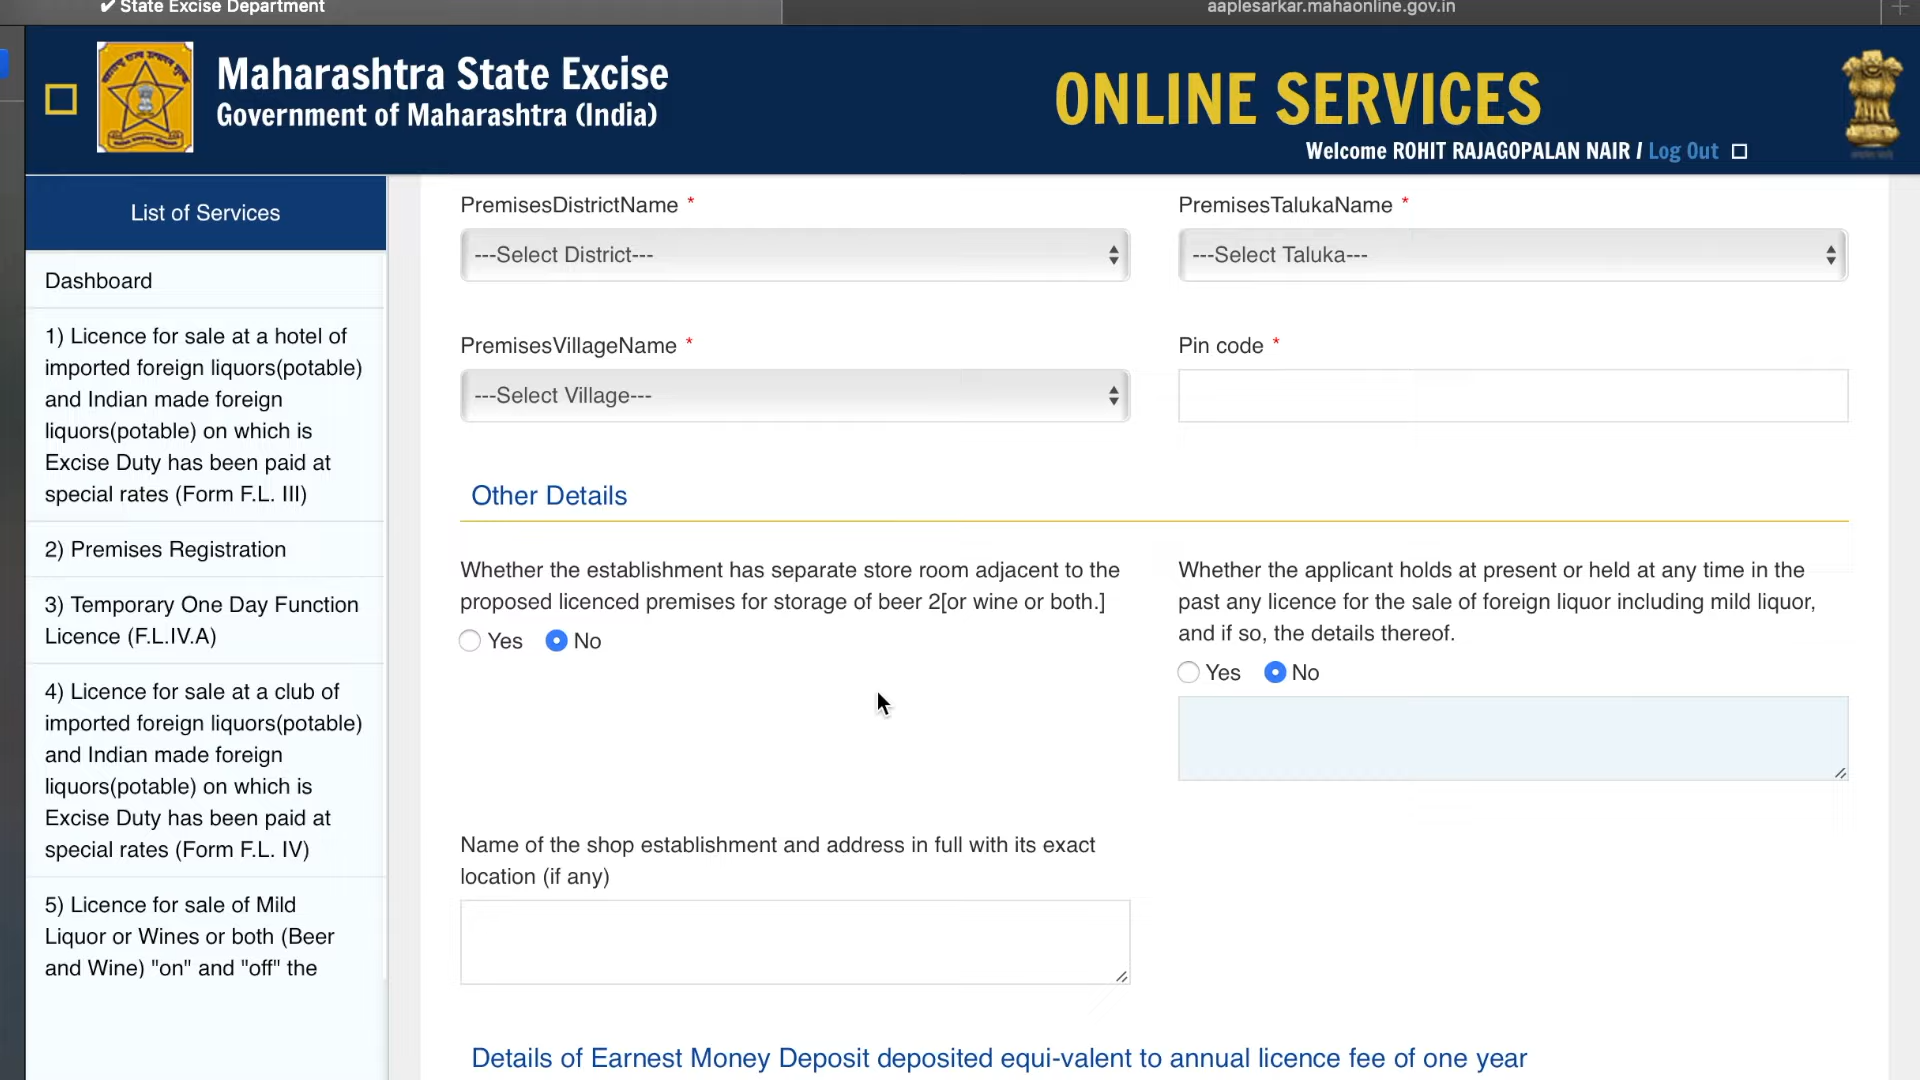 ✔ State Excise Department
aaplesarkar.mahaonline.gov.in
Maharashtra State Excise
Government of Maharashtra (India)
ONLINE SERVICES
Welcome ROHIT RAJAGOPALAN NAIR / Log Out
List of Services
Dashboard
1) Licence for sale at a hotel of
imported foreign liquors(potable)
and Indian made foreign
liquors(potable) on which is
Excise Duty has been paid at
special rates (Form F.L. III)
2) Premises Registration
3) Temporary One Day Function
Licence (F.L.IV.A)
4) Licence for sale at a club of
imported foreign liquors(potable)
and Indian made foreign
liquors(potable) on which is
Excise Duty has been paid at
special rates (Form F.L. IV)
5) Licence for sale of Mild
Liquor or Wines or both (Beer
and Wine) "on" and "off" the
PremisesDistrictName *
PremisesTalukaName *
---Select District---
---Select Taluka---
PremisesVillageName *
Pin code *
---Select Village---
Other Details
Whether the establishment has separate store room adjacent to the
proposed licenced premises for storage of beer 2[or wine or both.]
Yes No
Whether the applicant holds at present or held at any time in the
past any licence for the sale of foreign liquor including mild liquor,
and if so, the details thereof.
Yes No
Name of the shop establishment and address in full with its exact
location (if any)
Details of Earnest Money Deposit deposited equi-valent to annual licence fee of one year